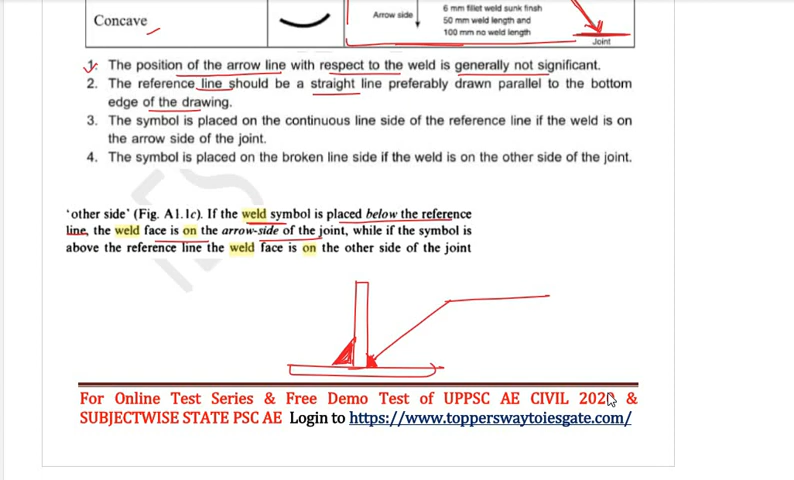 Concave
Arrow side
6 mm fillet weld sunk finsh
50 mm weld length and
100 mm no weld length
Joint
1. The position of the arrow line with respect to the weld is generally not significant.
2. The reference line should be a straight line preferably drawn parallel to the bottom
edge of the drawing.
3. The symbol is placed on the continuous line side of the reference line if the weld is on
the arrow side of the joint.
4. The symbol is placed on the broken line side if the weld is on the other side of the joint.
'other side' (Fig. A1.1c). If the weld symbol is placed below the reference
line, the weld face is on the arrow-side of the joint, while if the symbol is
above the reference line the weld face is on the other side of the joint
For Online Test Series & Free Demo Test of UPPSC AE CIVIL 2020 &
SUBJECTWISE STATE PSC AE Login to https://www.topperswaytoiesgate.com/